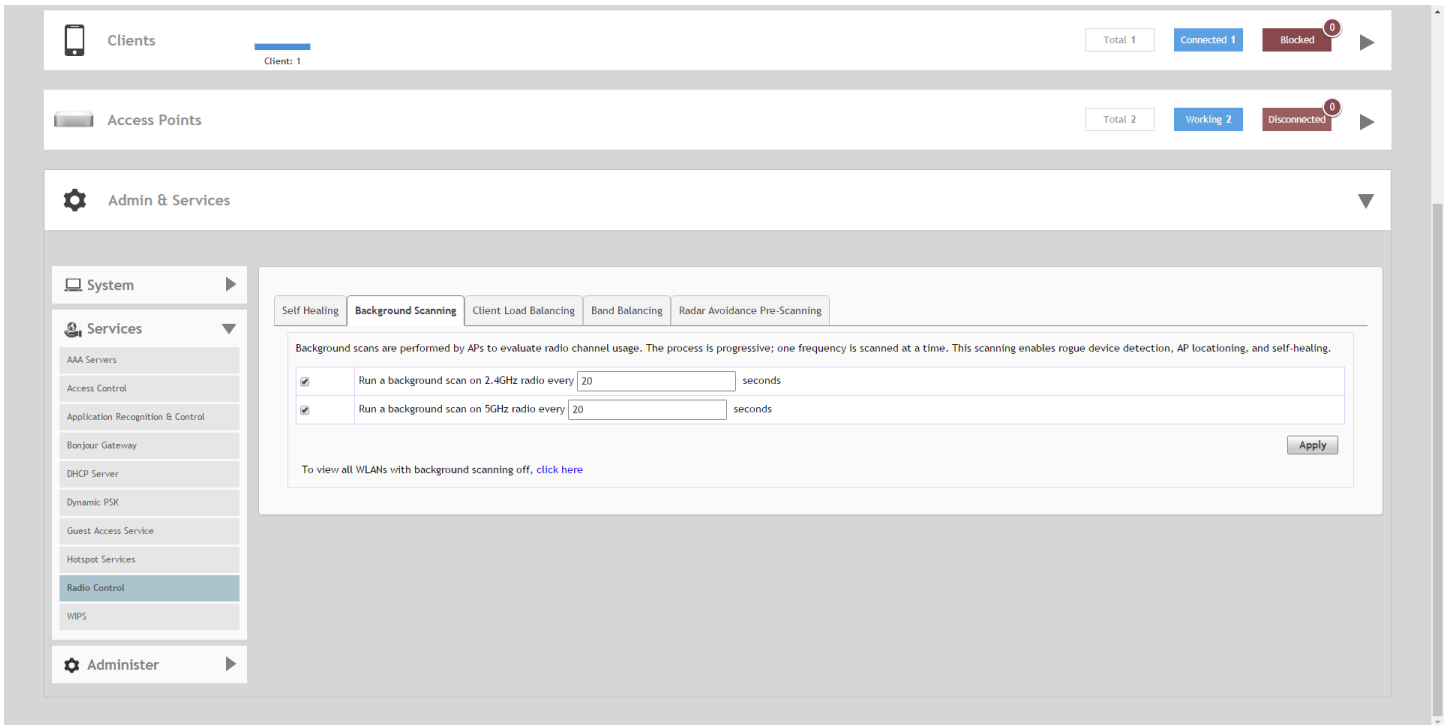 Clients
Client: 1
Total 1
Connected 1
Blocked
0
Access Points
Total 2
Working 2
Disconnected
0
Admin & Services
System
Services
AAA Servers
Access Control
Application Recognition & Control
Bonjour Gateway
DHCP Server
Dynamic PSK
Guest Access Service
Hotspot Services
Radio Control
WIPS
Administer
Self Healing
Background Scanning
Client Load Balancing
Band Balancing
Radar Avoidance Pre-Scanning
Background scans are performed by APs to evaluate radio channel usage. The process is progressive; one frequency is scanned at a time. This scanning enables rogue device detection, AP locationing, and self-healing.
Run a background scan on 2.4GHz radio every 20 seconds
Run a background scan on 5GHz radio every 20 seconds
Apply
To view all WLANs with background scanning off, click here